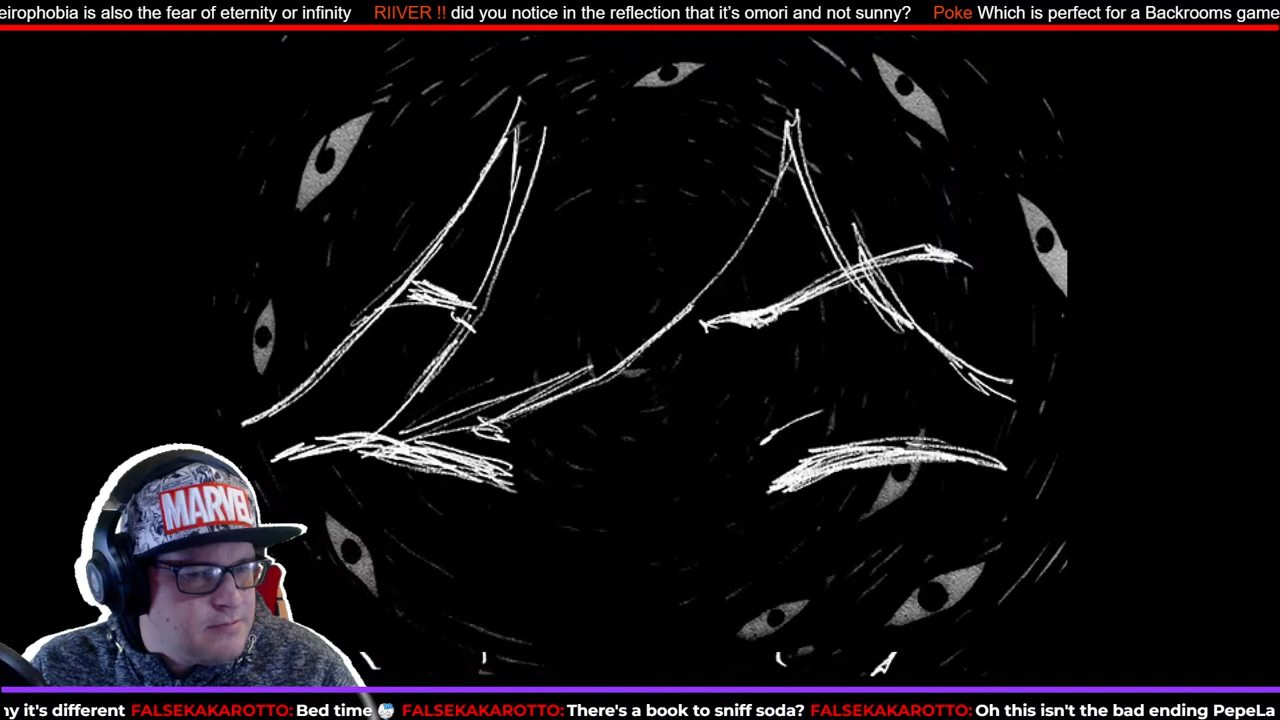 eirophobia is also the fear of eternity or infinity RIIVER !! did you notice in the reflection that it's omori and not sunny? Poke Which is perfect for a Backrooms game
MARVEL
ny it's different FALSEKAKAROTTO: Bed time FALSEKAKAROTTO: There's a book to sniff soda? FALSEKAKAROTTO: Oh this isn't the bad ending PepeLa